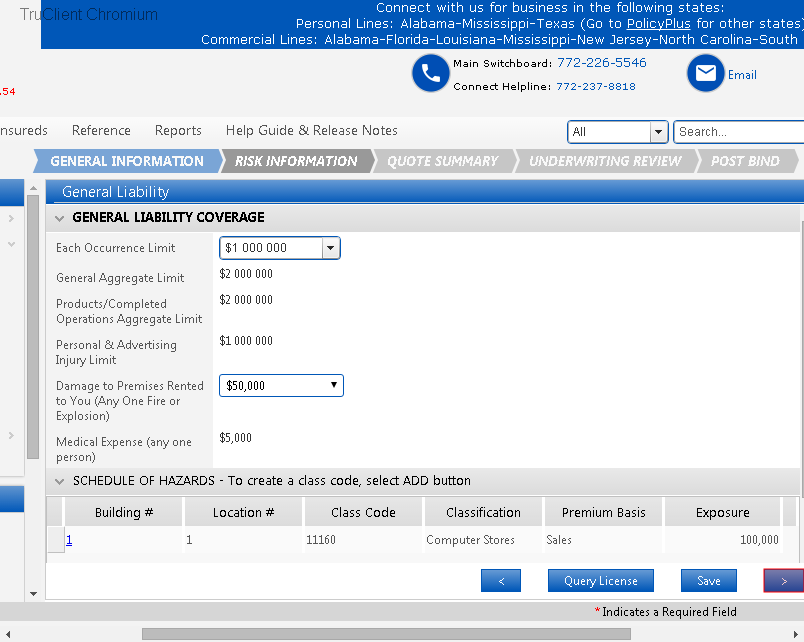 TruClient Chromium
Connect with us for business in the following states:
Personal Lines: Alabama-Mississippi-Texas (Go to PolicyPlus for other states)
Commercial Lines: Alabama-Florida-Louisiana-Mississippi-New Jersey-North Carolina-South
Main Switchboard: 772-226-5546
Connect Helpline: 772-237-8818
Email
,54
nsureds Reference Reports Help Guide & Release Notes
All
Search...
GENERAL INFORMATION RISK INFORMATION QUOTE SUMMARY UNDERWRITING REVIEW POST BIND
General Liability
GENERAL LIABILITY COVERAGE
Each Occurrence Limit $1 000 000
General Aggregate Limit $2 000 000
Products/Completed
Operations Aggregate Limit $2 000 000
Personal & Advertising
Injury Limit $1 000 000
Damage to Premises Rented
to You (Any One Fire or
Explosion) $50,000
Medical Expense (any one
person) $5,000
SCHEDULE OF HAZARDS - To create a class code, select ADD button
Building # Location # Class Code Classification Premium Basis Exposure
1 1 11160 Computer Stores Sales 100,000
< Query License Save >
* Indicates a Required Field